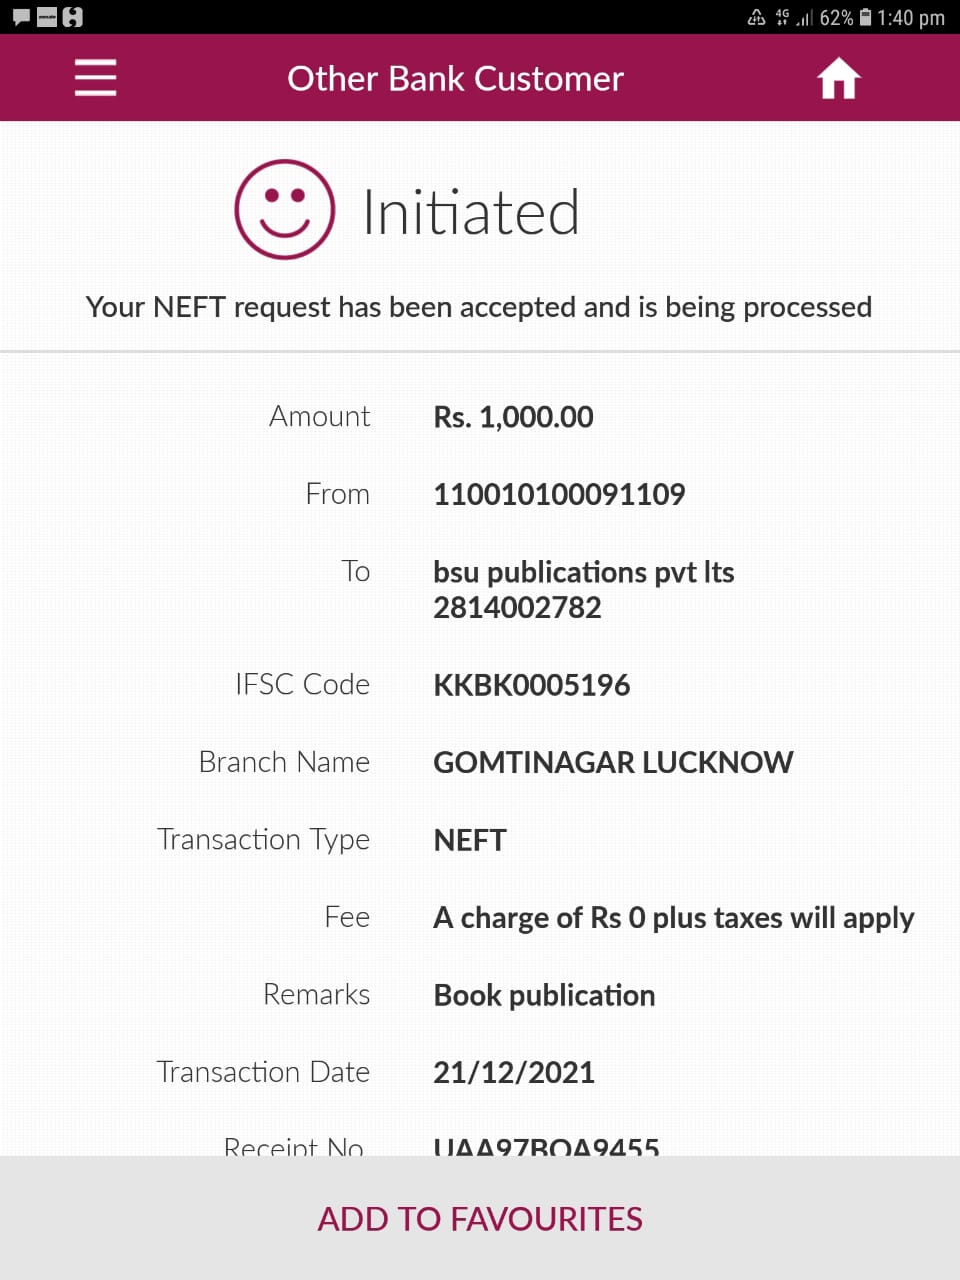 4G 62% 1:40 pm
Other Bank Customer
Initiated
Your NEFT request has been accepted and is being processed
Amount Rs. 1,000.00
From 110010100091109
To bsu publications pvt lts
2814002782
IFSC Code KKBK0005196
Branch Name GOMTINAGAR LUCKNOW
Transaction Type NEFT
Fee A charge of Rs 0 plus taxes will apply
Remarks Book publication
Transaction Date 21/12/2021
Receipt No. UAA97BOA9455
ADD TO FAVOURITES